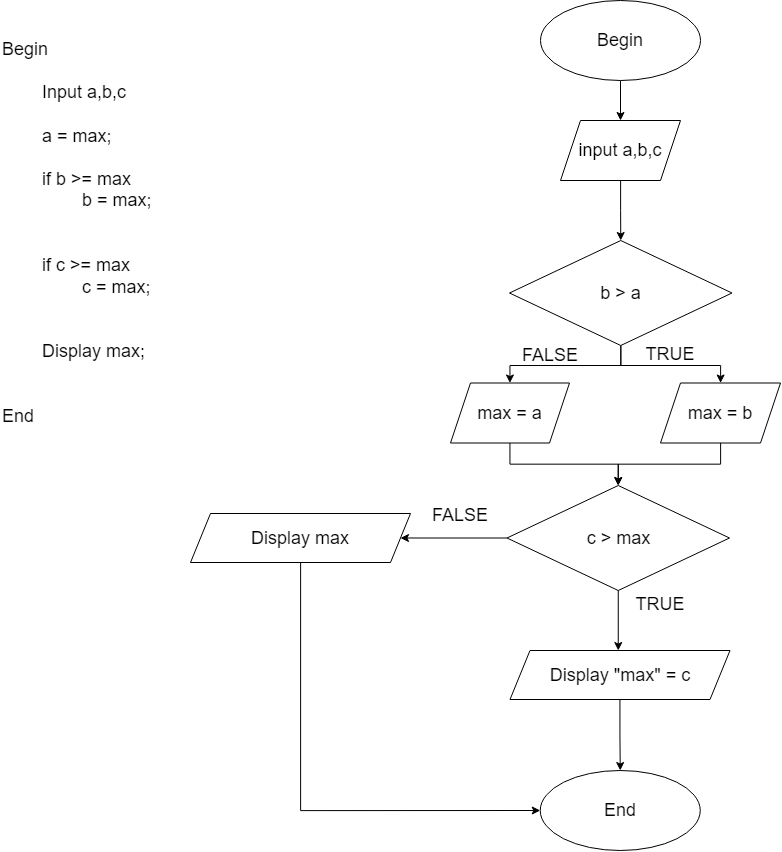 Begin
Input a,b,c
a = max;
if b >= max
b = max;
if c >= max
c = max;
Display max;
End
Begin
input a,b,c
b > a
FALSE
TRUE
max = a
max = b
c > max
FALSE
Display max
TRUE
Display "max" = c
End